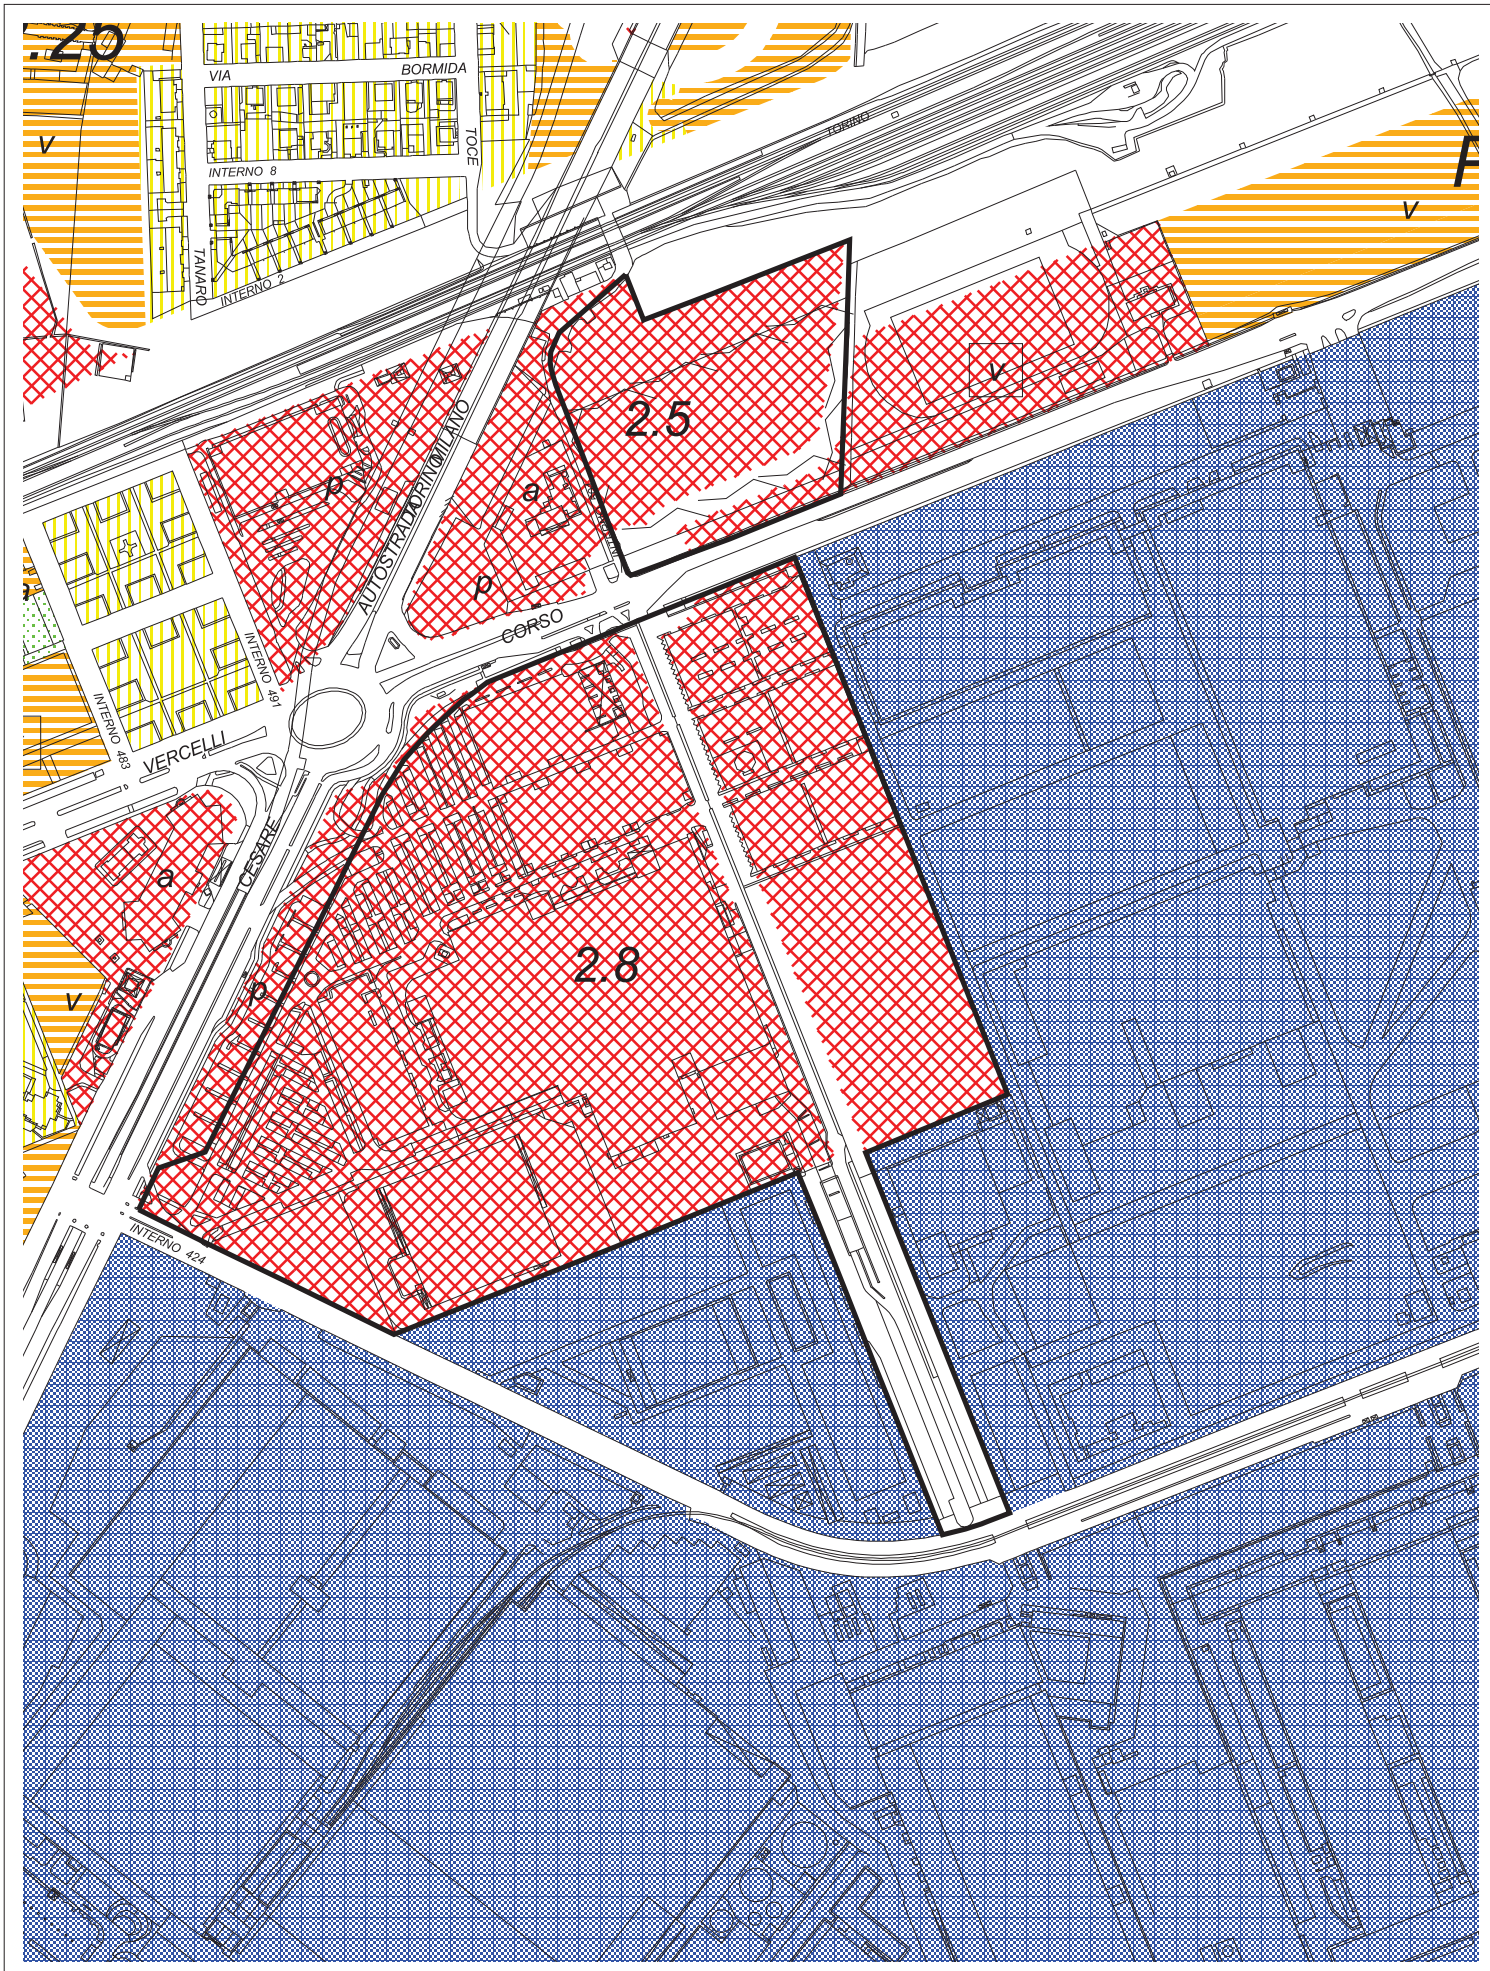 .25
VIA BORMIDA
TOCE
TORINO
v
INTERNO 8
v
TANARO
INTERNO 2
v
2.5
AUTOSTRADA TORINO MILANO
p
a
p
CORSO
INTERNO 491
INTERNO 483
VERCELLI
CESARE
a
2.8
v
p
INTERNO 424